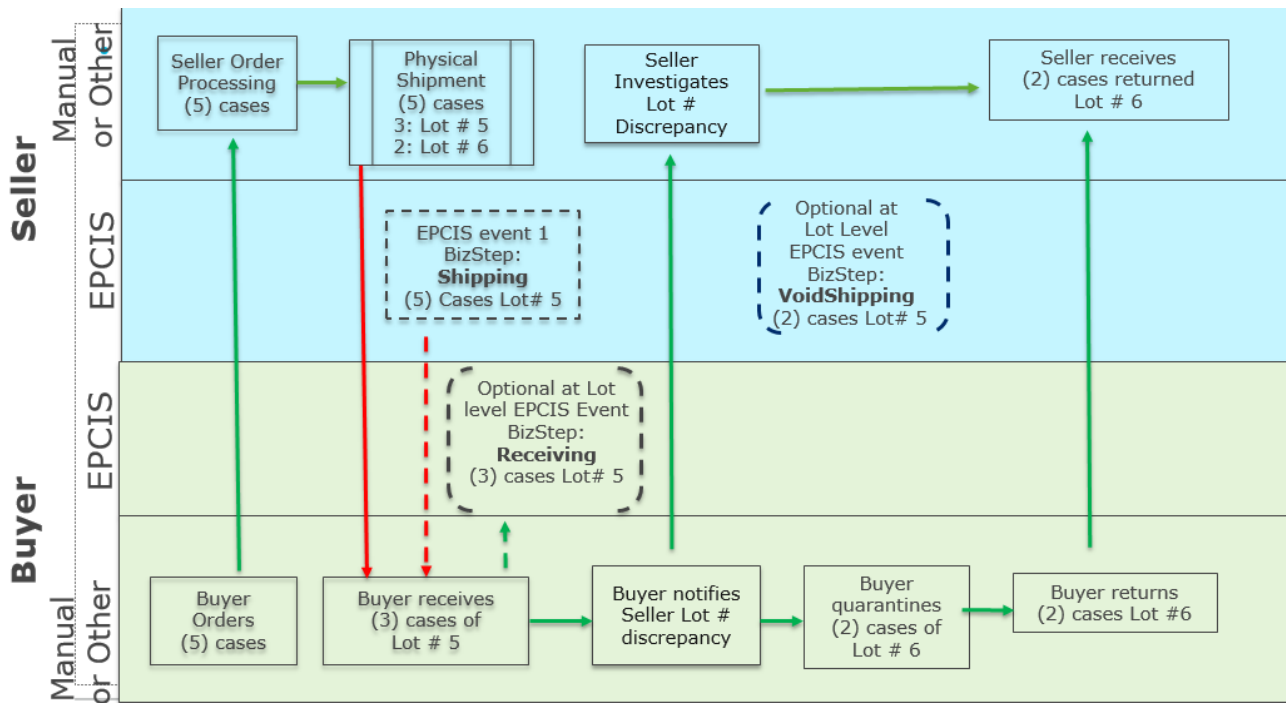 Seller
Manual
or Other
Seller Order
Processing
(5) cases
Physical
Shipment
(5) cases
3: Lot # 5
2: Lot # 6
Seller
Investigates
Lot #
Discrepancy
Seller receives
(2) cases returned
Lot # 6
EPCIS
EPCIS event 1
BizStep:
Shipping
(5) Cases Lot# 5
Optional at
Lot Level
EPCIS event
BizStep:
VoidShipping
(2) cases Lot# 5
Buyer
EPCIS
Optional at Lot
level EPCIS Event
BizStep:
Receiving
(3) cases Lot# 5
Manual
or Other
Buyer
Orders
(5) cases
Buyer receives
(3) cases of
Lot # 5
Buyer notifies
Seller Lot #
discrepancy
Buyer
quarantines
(2) cases of
Lot # 6
Buyer returns
(2) cases Lot #6